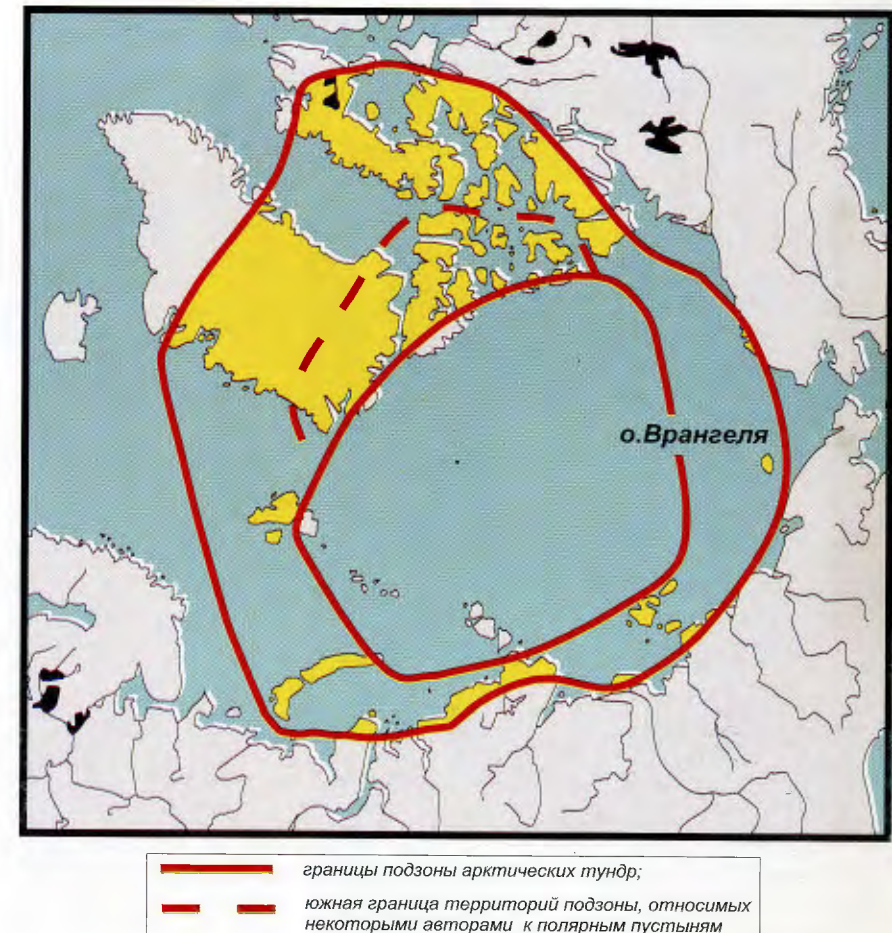 о.Врангеля
границы подзоны арктических тундр;
южная граница территорий подзоны, относимых
некоторыми авторами к полярным пустыням